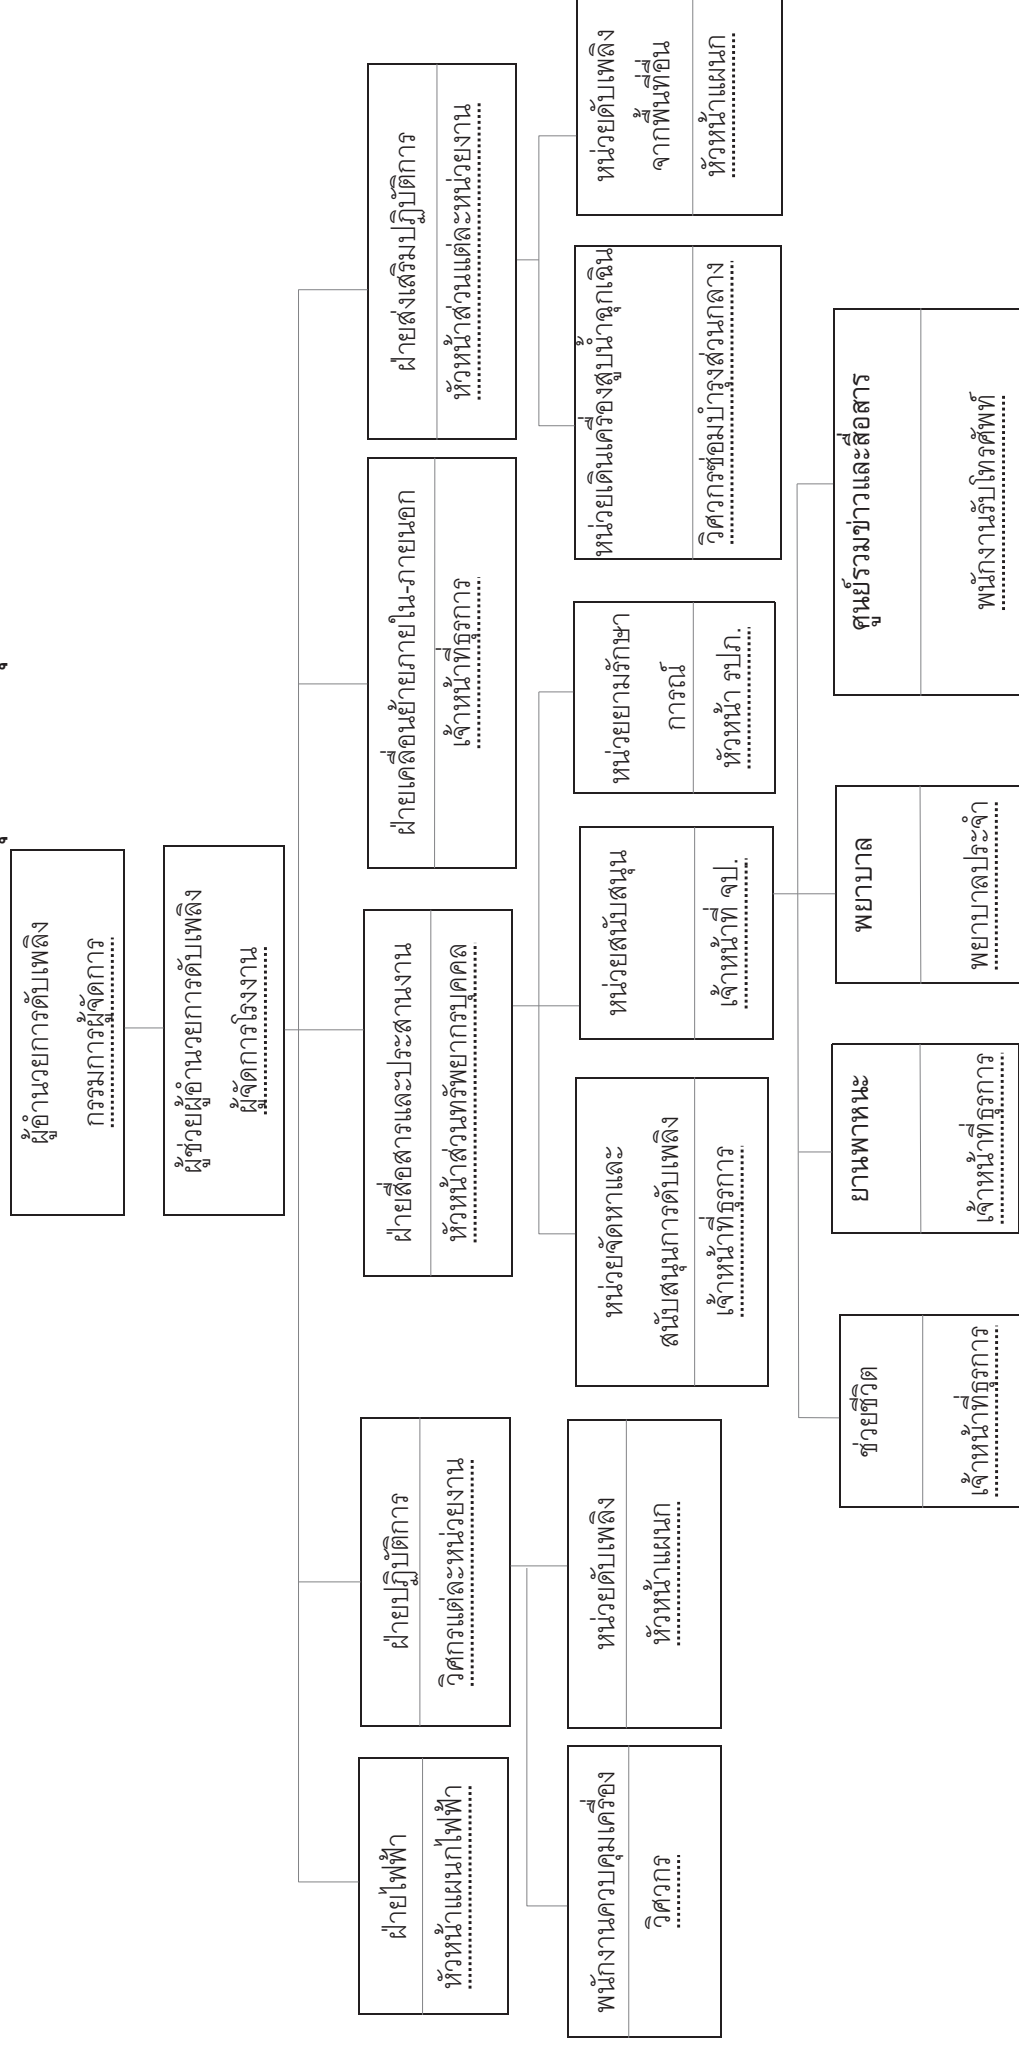 ผู้อำนวยการดับเพลิง
กรรมการผู้จัดการ
ผู้ช่วยผู้อำนวยการดับเพลิง
ผู้จัดการโรงงาน
ฝ่ายไฟฟ้า
หัวหน้าแผนกไฟฟ้า
ฝ่ายปฏิบัติการ
วิศกรแต่ละหน่วยงาน
ฝ่ายสื่อสารและประสานงาน
หัวหน้าส่วนทรัพยากรบุคคล
ฝ่ายเคลื่อนย้ายภายใน-ภายนอก
เจ้าหน้าที่ธุรการ
ฝ่ายส่งเสริมปฏิบัติการ
หัวหน้าส่วนแต่ละหน่วยงาน
พนักงานควบคุมเครื่อง
วิศวกร
หน่วยดับเพลิง
หัวหน้าแผนก
หน่วยจัดหาและ
สนับสนุนการดับเพลิง
เจ้าหน้าที่ธุรการ
หน่วยสนับสนุน
เจ้าหน้าที่ จป.
หน่วยยามรักษา
การณ์
หัวหน้า รปภ.
หน่วยเดินเครื่องสูบน้ำฉุกเฉิน
วิศวกรซ่อมบำรุงส่วนกลาง
หน่วยดับเพลิง
จากพื้นที่อื่น
หัวหน้าแผนก
ช่วยชีวิต
เจ้าหน้าที่ธุรการ
ยานพาหนะ
เจ้าหน้าที่ธุรการ
พยาบาล
พยาบาลประจำ
ศูนย์รวมข่าวและสื่อสาร
พนักงานรับโทรศัพท์